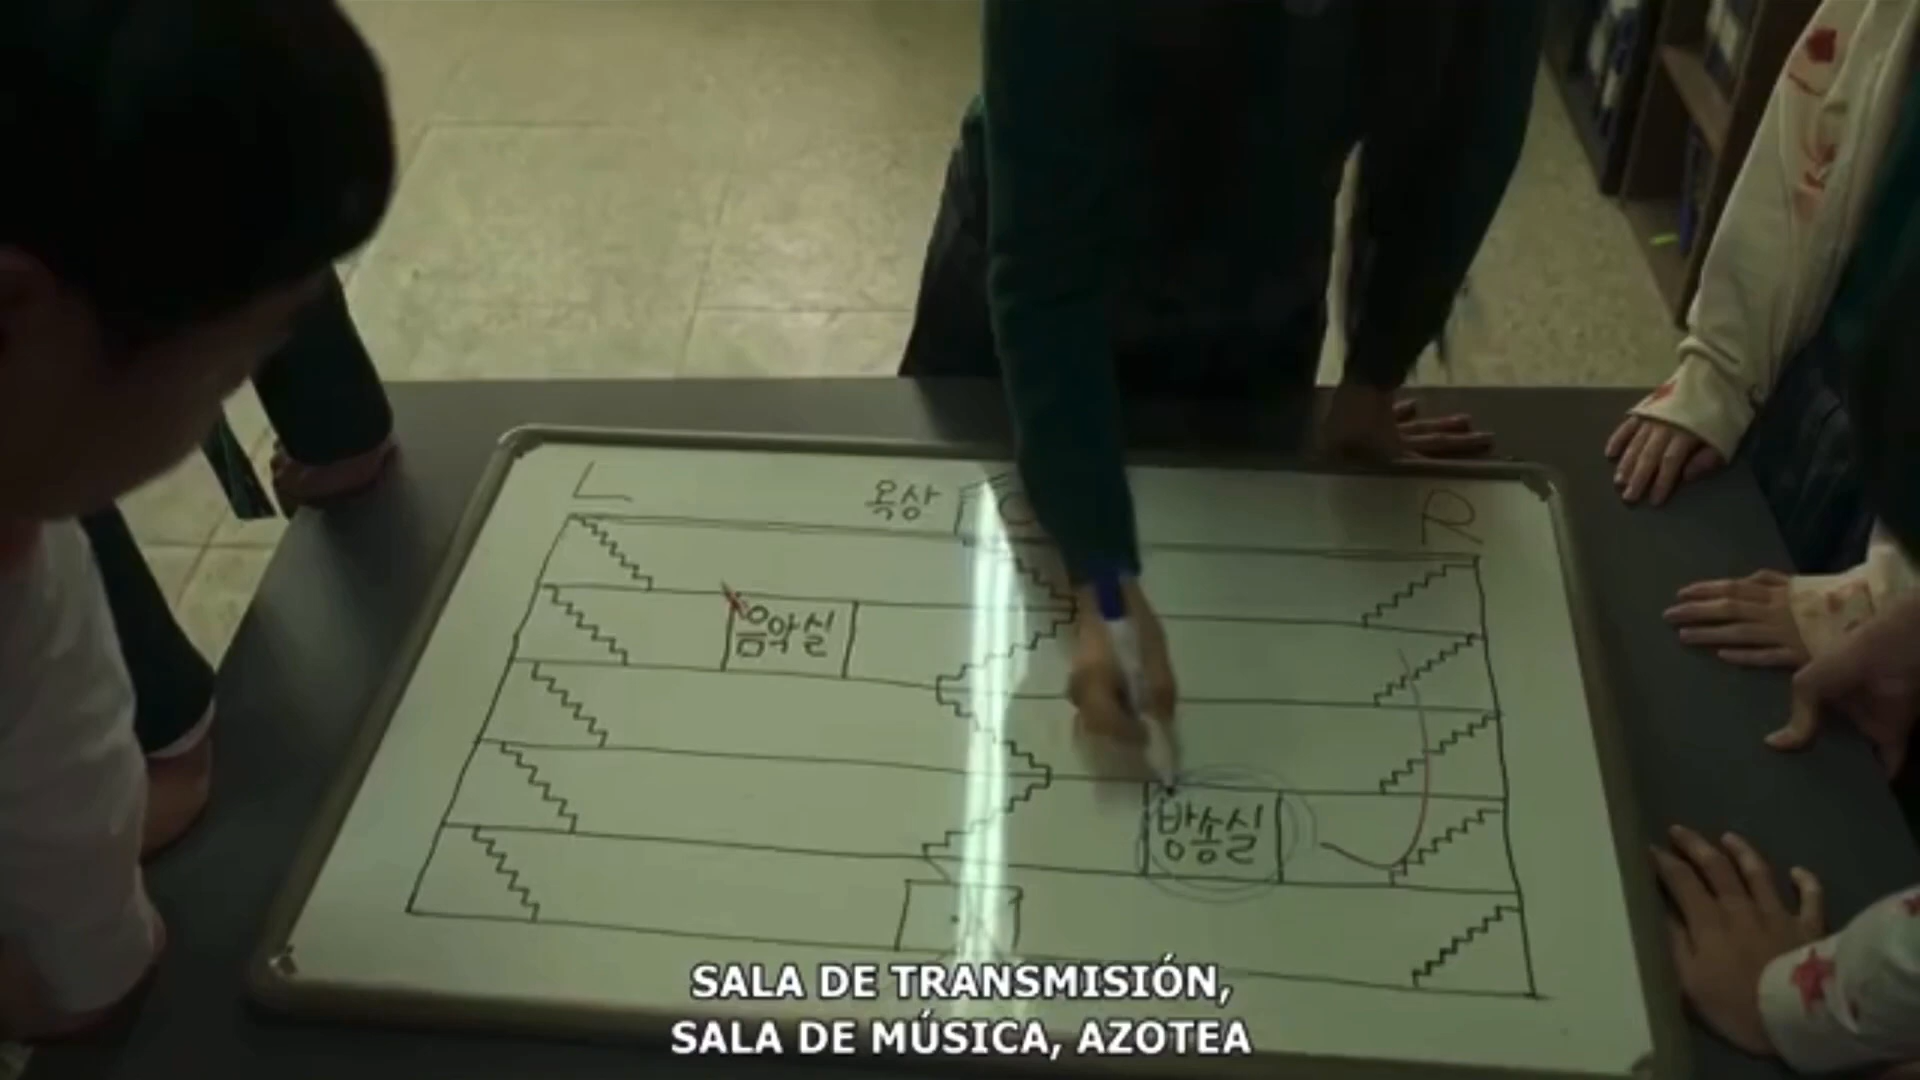 L 옥상 R
음악실
방송실
SALA DE TRANSMISIÓN,
SALA DE MÚSICA, AZOTEA